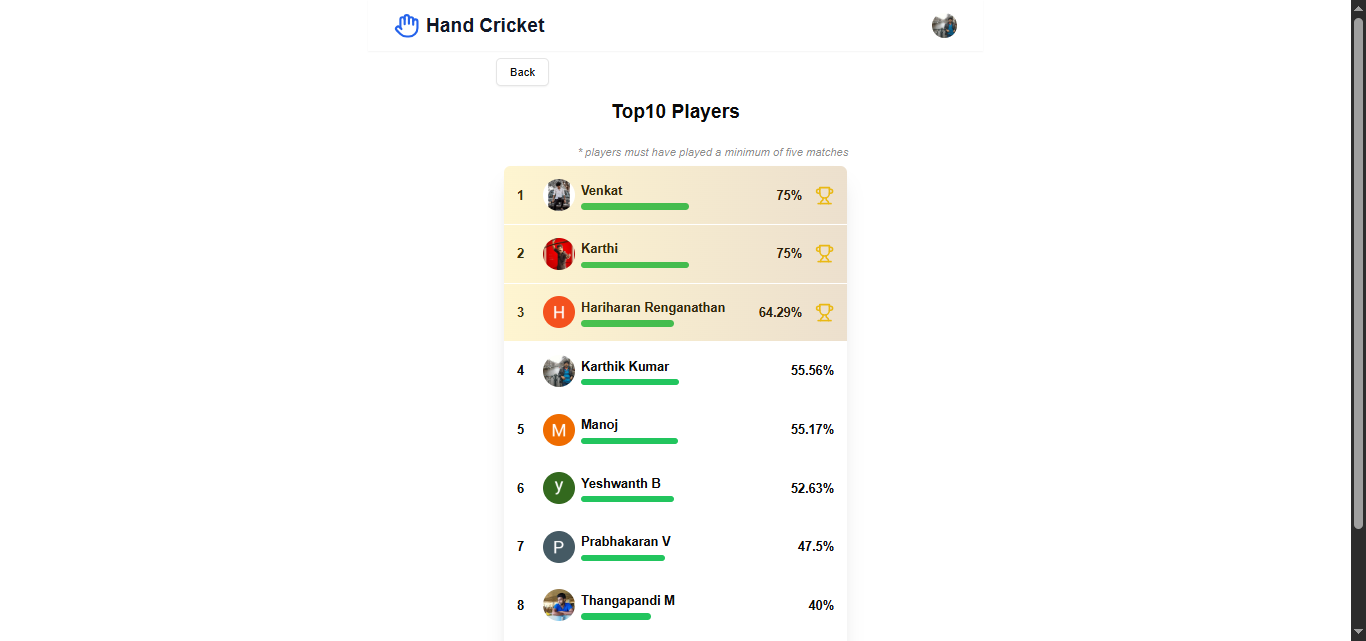 Hand Cricket
Back
Top10 Players
* players must have played a minimum of five matches
1 Venkat 75%
2 Karthi 75%
3 H Hariharan Renganathan 64.29%
4 Karthik Kumar 55.56%
5 M Manoj 55.17%
6 y Yeshwanth B 52.63%
7 P Prabhakaran V 47.5%
8 Thangapandi M 40%